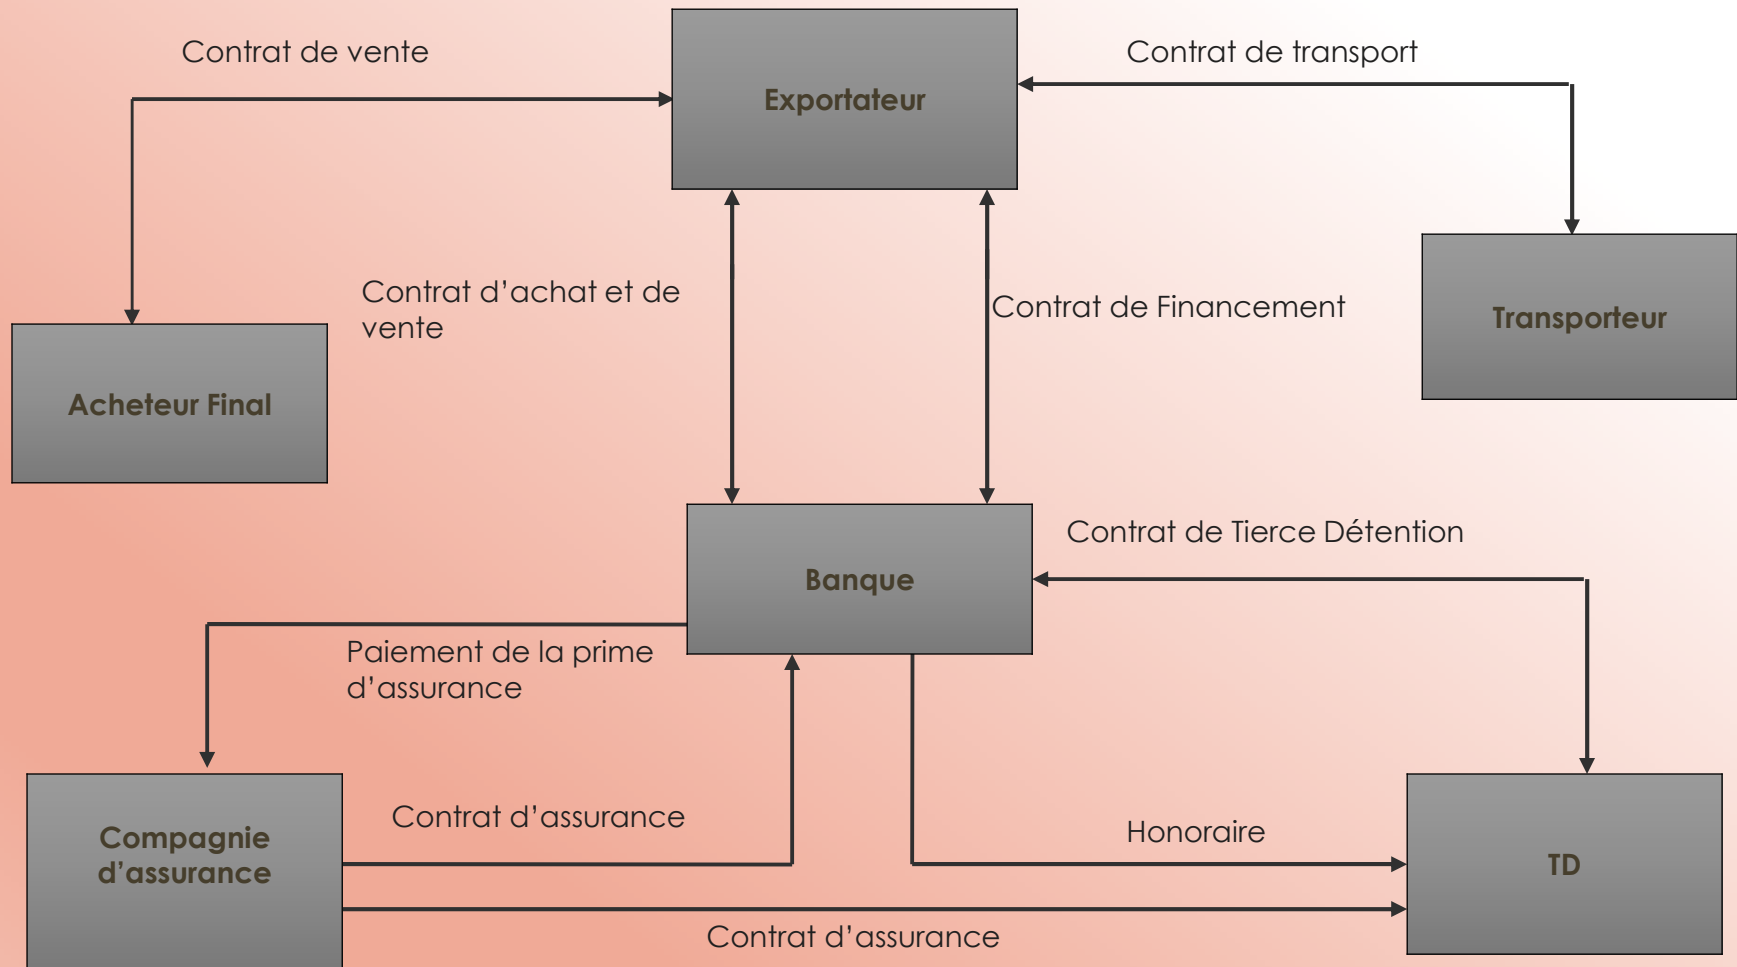 Contrat de vente
Contrat de transport
Exportateur
Contrat d’achat et de
vente
Contrat de Financement
Transporteur
Acheteur Final
Contrat de Tierce Détention
Banque
Paiement de la prime
d’assurance
Contrat d’assurance
Compagnie
d’assurance
Honoraire
TD
Contrat d’assurance